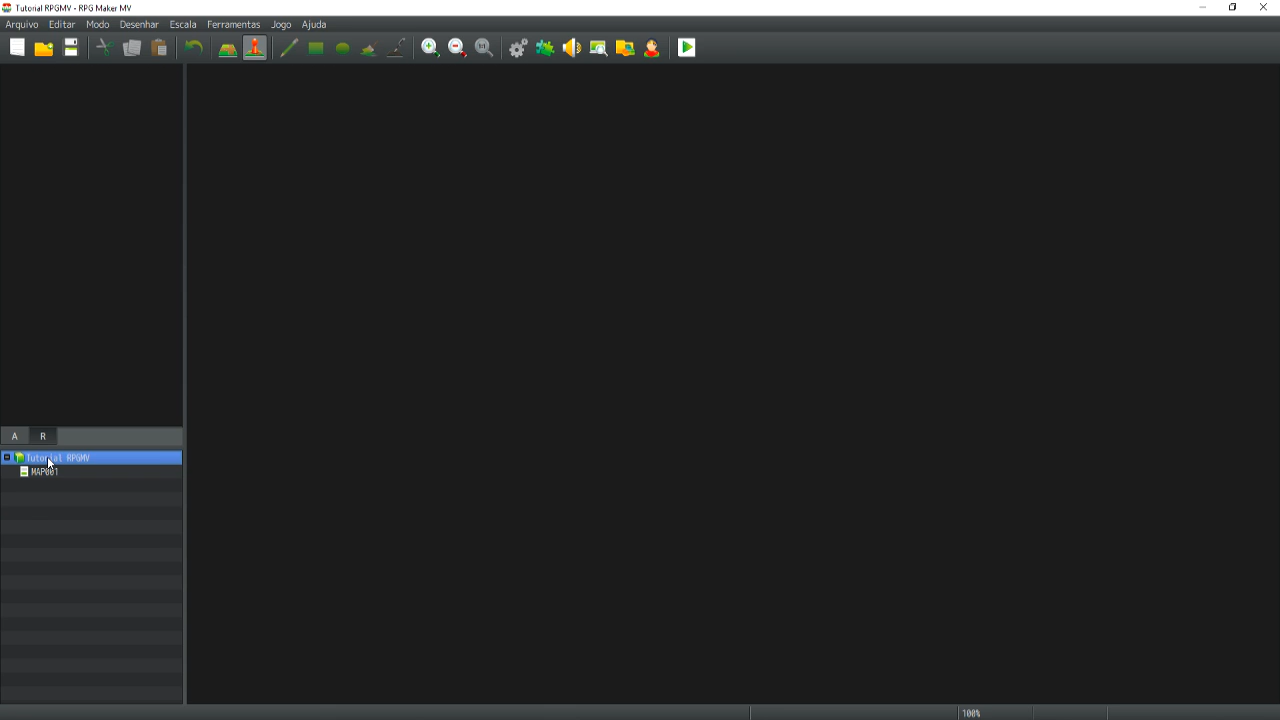 Tutorial RPGMV - RPG Maker MV
Arquivo Editar Modo Desenhar Escala Ferramentas Jogo Ajuda
A R
Tutorial RPGMV
MAP001
100%